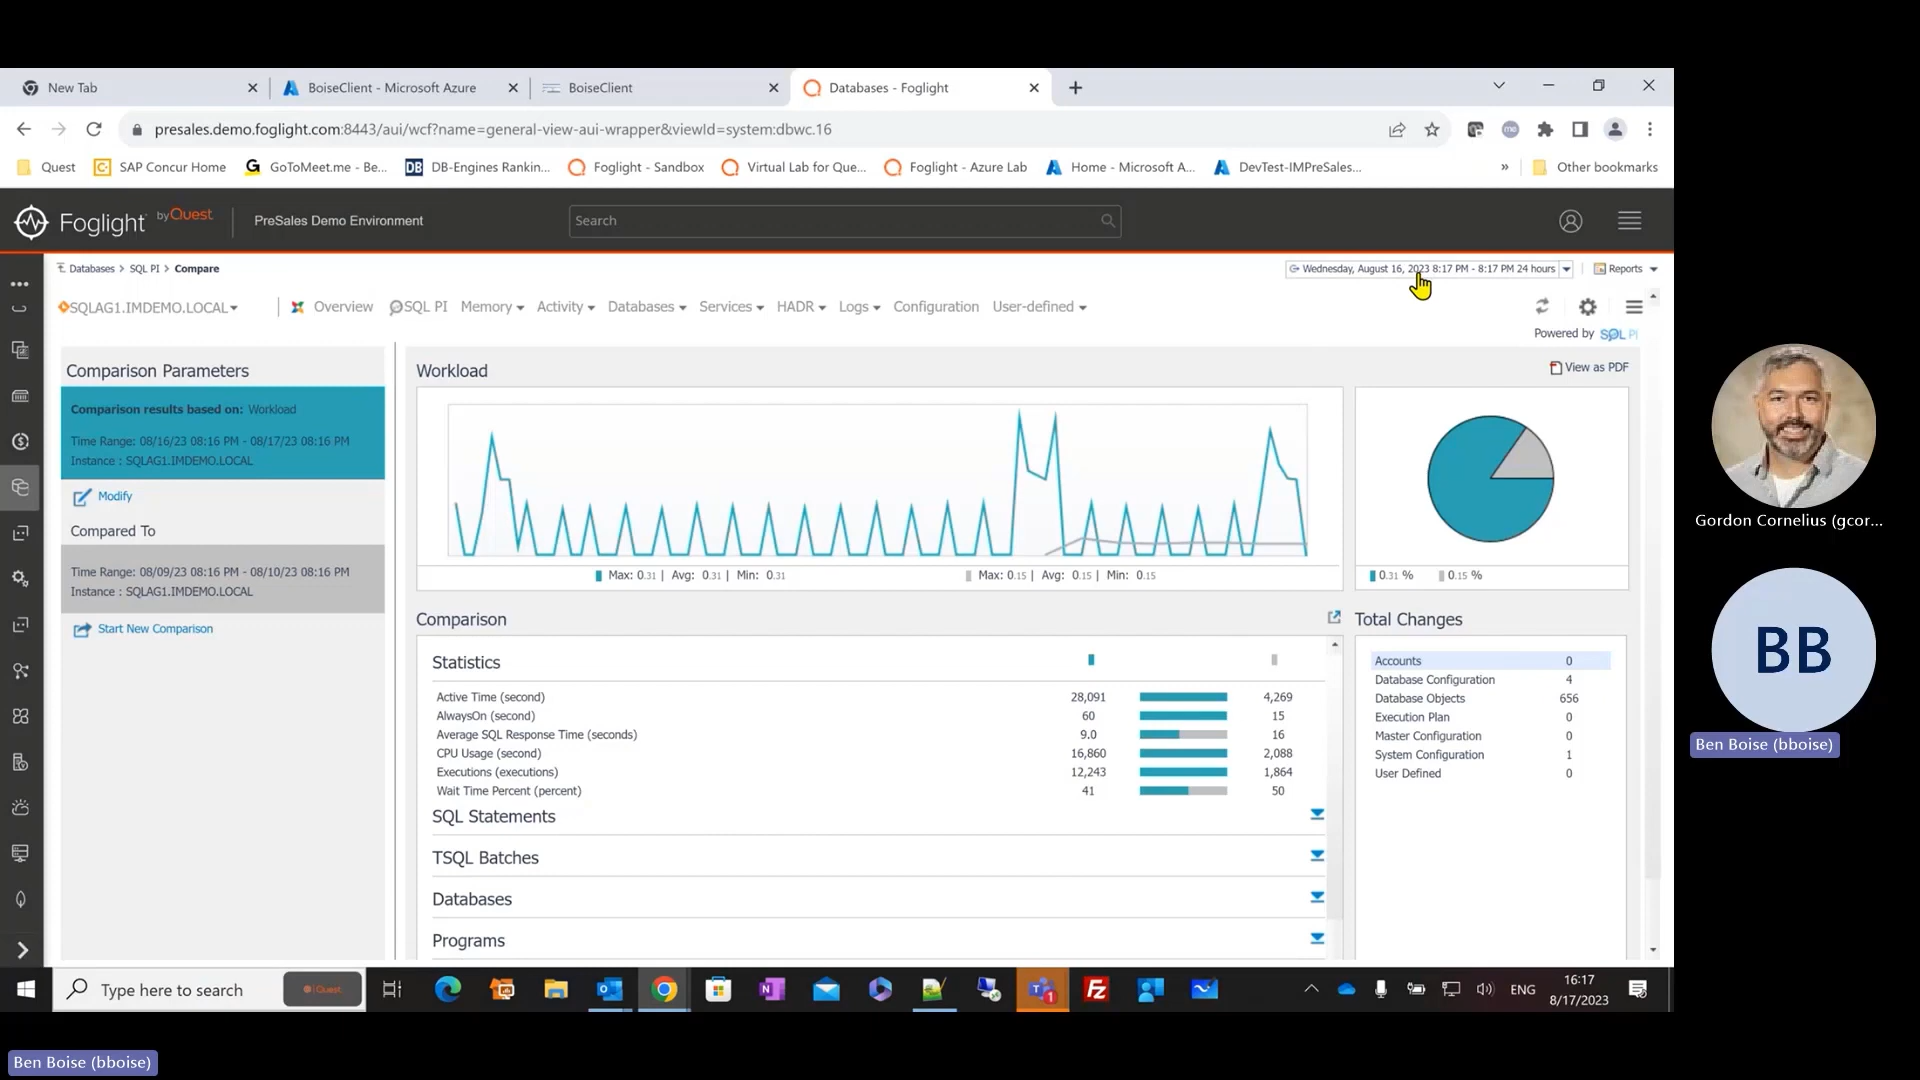 New Tab
BoiseClient - Microsoft Azure
BoiseClient
Databases - Foglight
presales.demo.foglight.com:8443/aui/wcf?name=general-view-aui-wrapper&viewId=system:dbwc.16
Quest
SAP Concur Home
GoToMeet.me - Be...
DB-Engines Rankin...
Foglight - Sandbox
Virtual Lab for Que...
Foglight - Azure Lab
Home - Microsoft A...
DevTest-IMPreSales...
»
Other bookmarks
Foglight by Quest
PreSales Demo Environment
Search
Databases > SQL PI > Compare
Wednesday, August 16, 2023 8:17 PM - 8:17 PM 24 hours
Reports
SQLAG1.IMDEMO.LOCAL
Overview
SQL PI
Memory
Activity
Databases
Services
HADR
Logs
Configuration
User-defined
Powered by SQL PI
Comparison Parameters
Comparison results based on: Workload
Time Range: 08/16/23 08:16 PM - 08/17/23 08:16 PM
Instance : SQLAG1.IMDEMO.LOCAL
Modify
Compared To
Time Range: 08/09/23 08:16 PM - 08/10/23 08:16 PM
Instance : SQLAG1.IMDEMO.LOCAL
Start New Comparison
Workload
View as PDF
Max: 0.31 | Avg: 0.31 | Min: 0.31
Max: 0.15 | Avg: 0.15 | Min: 0.15
0.31 %
0.15 %
Comparison
Statistics
Active Time (second) 28,091 4,269
AlwaysOn (second) 60 15
Average SQL Response Time (seconds) 9.0 16
CPU Usage (second) 16,860 2,088
Executions (executions) 12,243 1,864
Wait Time Percent (percent) 41 50
SQL Statements
TSQL Batches
Databases
Programs
Total Changes
Accounts 0
Database Configuration 4
Database Objects 656
Execution Plan 0
Master Configuration 0
System Configuration 1
User Defined 0
Type here to search
Quest
ENG
16:17
8/17/2023
Gordon Cornelius (gcor...
BB
Ben Boise (bboise)
Ben Boise (bboise)